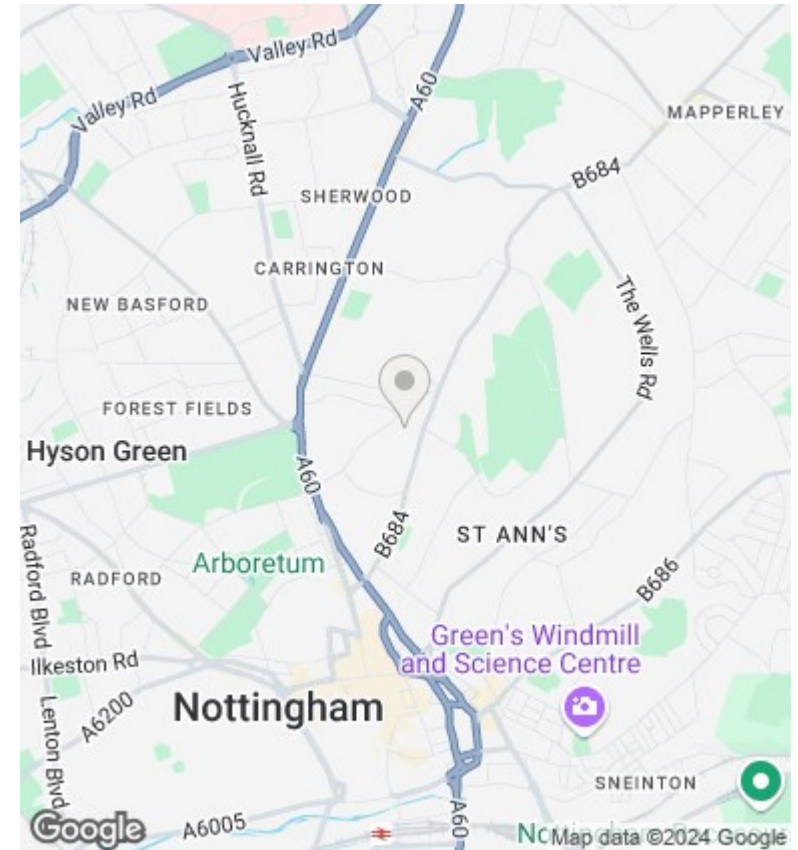 Valley Rd
A60
Valley Rd
Hucknall Rd
MAPPERLEY
B684
SHERWOOD
CARRINGTON
The Wells Rd
NEW BASFORD
FOREST FIELDS
Hyson Green
A60
B684
ST ANN'S
Arboretum
RADFORD
B686
Radford Blvd
Green's Windmill
and Science Centre
Ilkeston Rd
A6200
Nottingham
Lenton Blvd
SNEINTON
Google
A6005
A60
Map data ©2024 Google